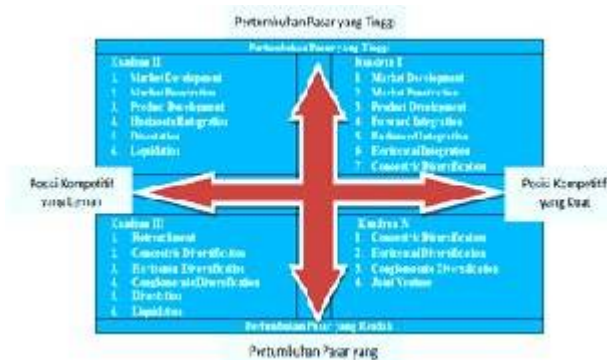 Pertumbuhan Pasar yang Tinggi
Pertumbuhan Pasar yang Tinggi
Kuadran II
1. Market Development
2. Market Penetration
3. Product Development
4. Horizontal Integration
5. Divestition
6. Liquidation
Kuadran I
1 Market Development
2 Market Penetration
3 Product Development
4 Forward Integration
5 Backward Integration
6 Horizontal Integration
7 Concentric Diversification
Posisi Kompetitif
yang Lemah
Posisi Kompetitif
yang Kuat
Kuadran III
1. Retrenchment
2. Concentric Diversification
3. Horizontal Diversification
4. Conglomerate Diversification
5. Divestition
6. Liquidation
Kuadran
1 Concentric Diversification
2. Horizontal Diversification
3. Conglomerate Diversification
4 Joint Venture
Pertumbuhan Pasar yang Rendah
Pertumbuhan Pasar yang